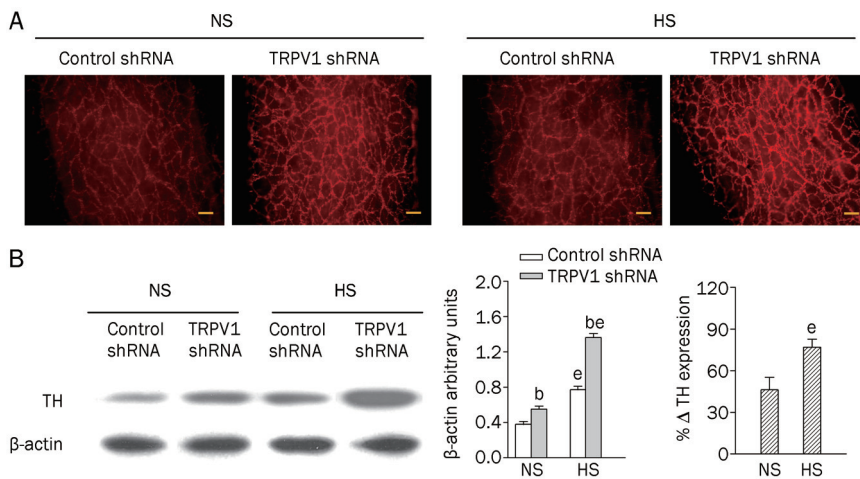 A
NS
HS
Control shRNA
TRPV1 shRNA
Control shRNA
TRPV1 shRNA
B
NS
HS
Control shRNA
TRPV1 shRNA
Control shRNA
TRPV1 shRNA
TH
β-actin
Control shRNA
TRPV1 shRNA
β-actin arbitrary units
2.0
1.6
1.2
0.8
0.4
0.0
b
e
be
NS
HS
% Δ TH expression
120
90
60
30
0
e
NS
HS